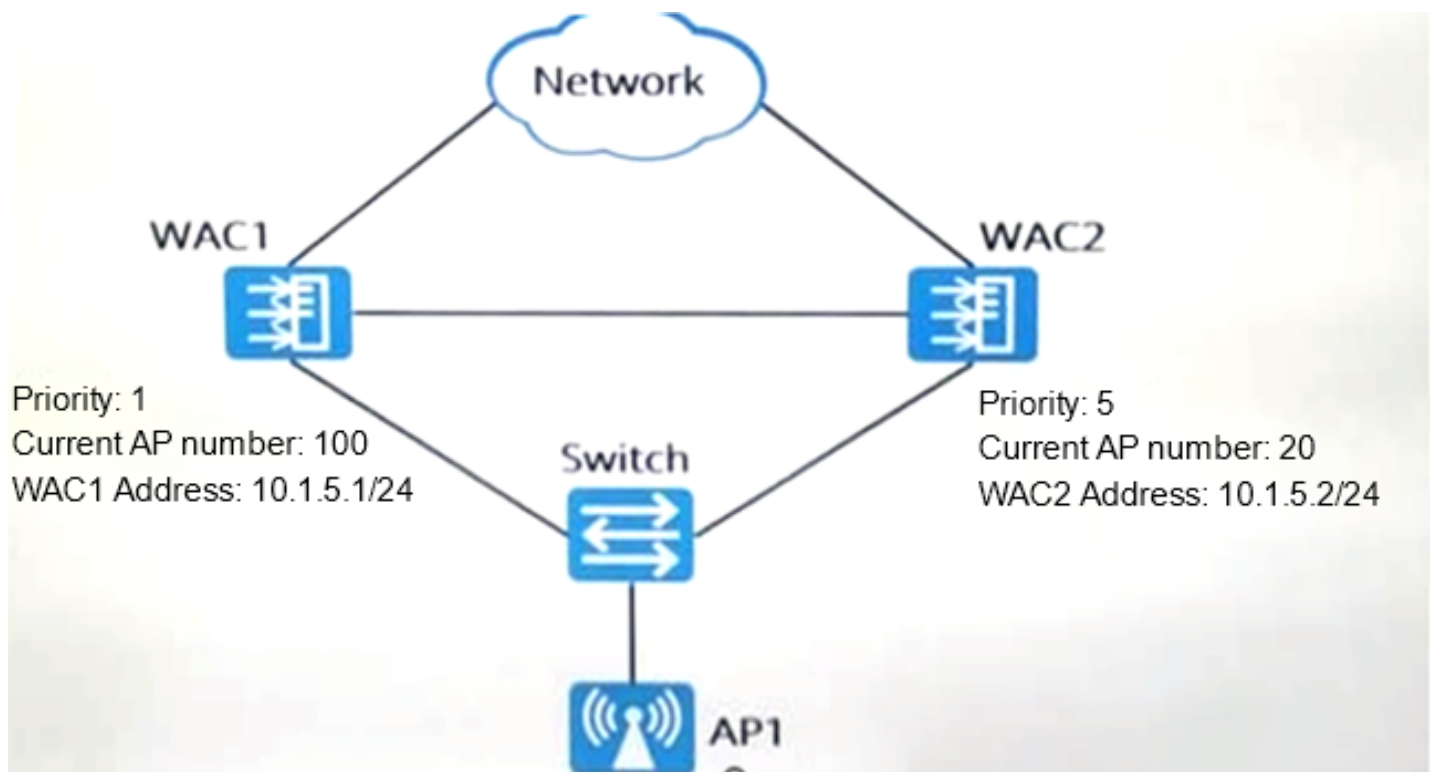 Network
WAC1
WAC2
Priority: 1
Current AP number: 100
WAC1 Address: 10.1.5.1/24
Priority: 5
Current AP number: 20
WAC2 Address: 10.1.5.2/24
Switch
AP1